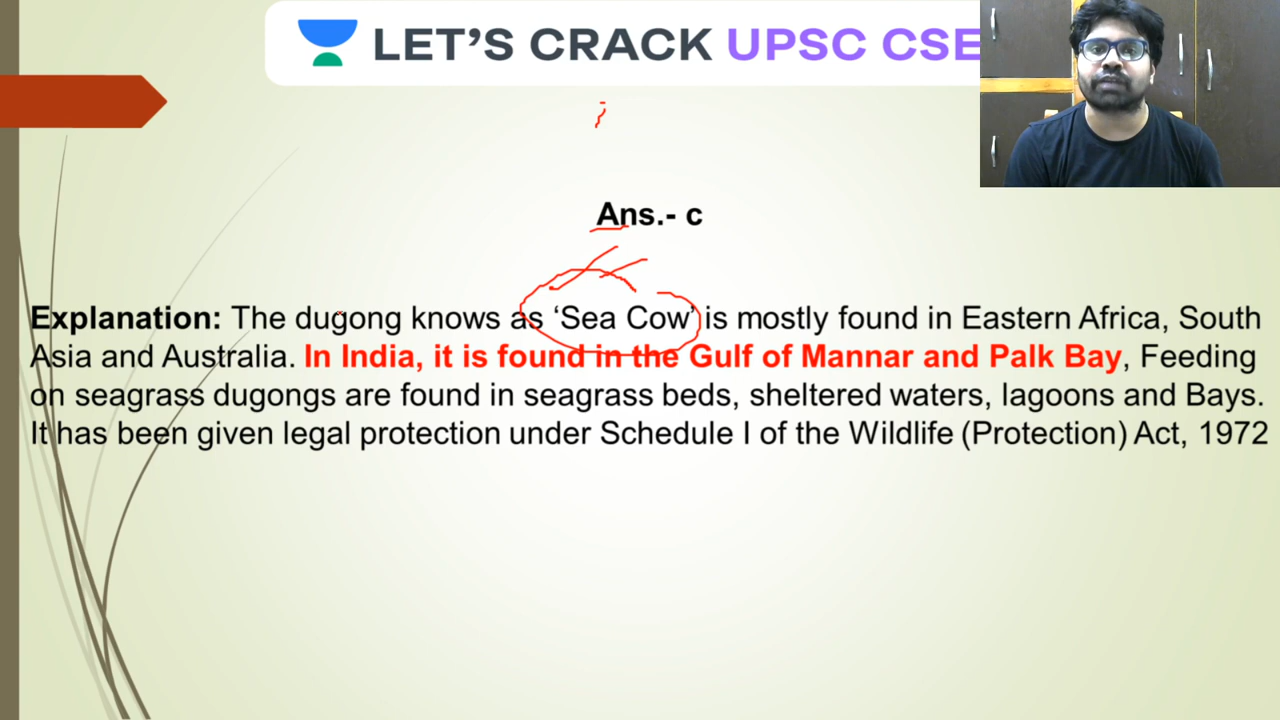 LET'S CRACK UPSC CSE
Ans.- c
Explanation: The dugong knows as ‘Sea Cow’ is mostly found in Eastern Africa, South
Asia and Australia. In India, it is found in the Gulf of Mannar and Palk Bay, Feeding
on seagrass dugongs are found in seagrass beds, sheltered waters, lagoons and Bays.
It has been given legal protection under Schedule I of the Wildlife (Protection) Act, 1972